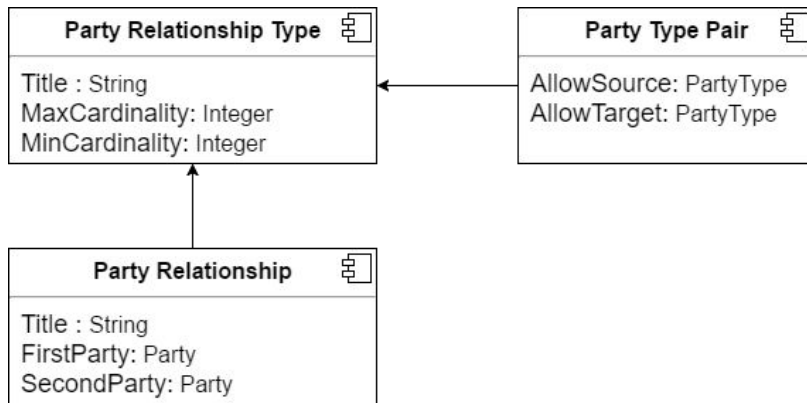 Party Relationship Type
Title : String
MaxCardinality: Integer
MinCardinality: Integer
Party Type Pair
AllowSource: PartyType
AllowTarget: PartyType
Party Relationship
Title : String
FirstParty: Party
SecondParty: Party